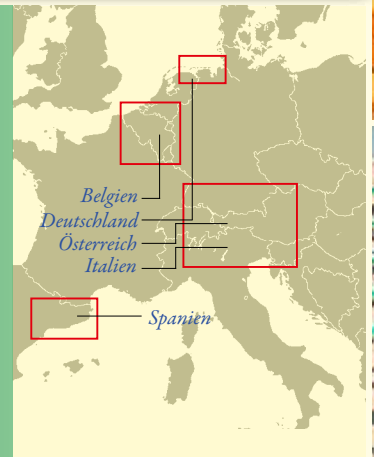 Belgien
Deutschland
Österreich
Italien
Spanien